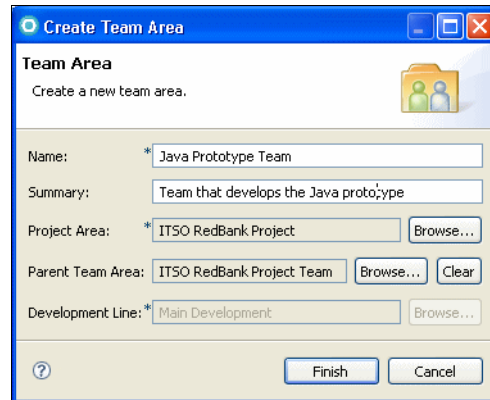 Create Team Area
Team Area
Create a new team area.
Name: * Java Prototype Team
Summary: Team that develops the Java prototype
Project Area: * ITSO RedBank Project Browse...
Parent Team Area: ITSO RedBank Project Team Browse... Clear
Development Line: * Main Development Browse...
? Finish Cancel